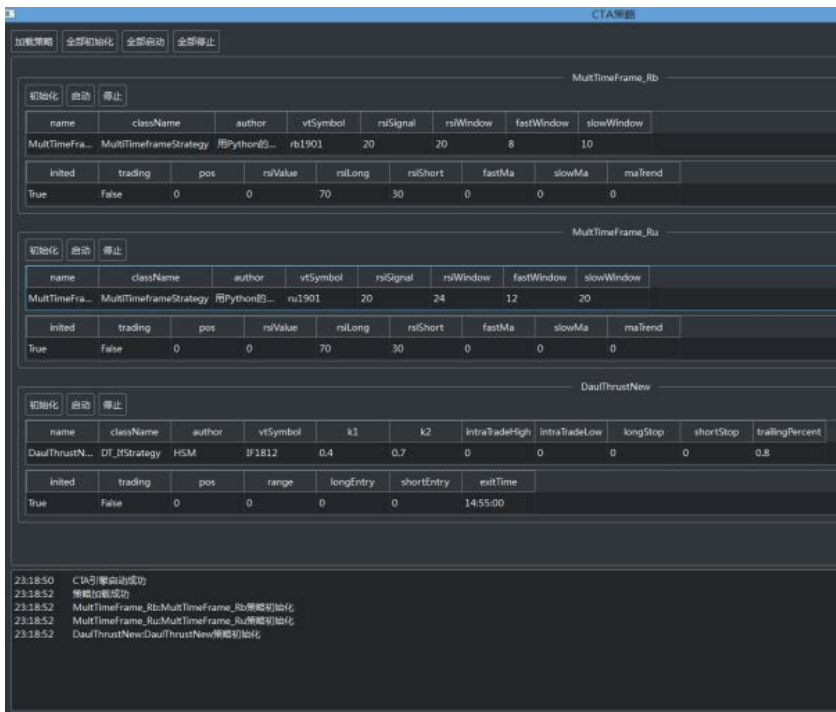 CTA策略
加载策略 全部初始化 全部启动 全部停止
MultTimeFrame_Rb
初始化 启动 停止
name className author vtSymbol rsiSignal rsiWindow fastWindow slowWindow
MultTimeFra... MultiTimeframeStrategy 用Python的... rb1901 20 20 8 10
inited trading pos rsiValue rsiLong rsiShort fastMa slowMa maTrend
True False 0 0 70 30 0 0 0
MultTimeFrame_Ru
初始化 启动 停止
name className author vtSymbol rsiSignal rsiWindow fastWindow slowWindow
MultTimeFra... MultiTimeframeStrategy 用Python的... ru1901 20 24 12 20
inited trading pos rsiValue rsiLong rsiShort fastMa slowMa maTrend
True False 0 0 70 30 0 0 0
DaulThrustNew
初始化 启动 停止
name className author vtSymbol k1 k2 intraTradeHigh intraTradeLow longStop shortStop trailingPercent
DaulThrustN... DT_IfStrategy HSM IF1812 0.4 0.7 0 0 0 0 0.8
inited trading pos range longEntry shortEntry exitTime
True False 0 0 0 0 14:55:00
23:18:50 CTA引擎启动成功
23:18:52 策略加载成功
23:18:52 MultTimeFrame_Rb:MultTimeFrame_Rb策略初始化
23:18:52 MultTimeFrame_Ru:MultTimeFrame_Ru策略初始化
23:18:52 DaulThrustNew:DaulThrustNew策略初始化